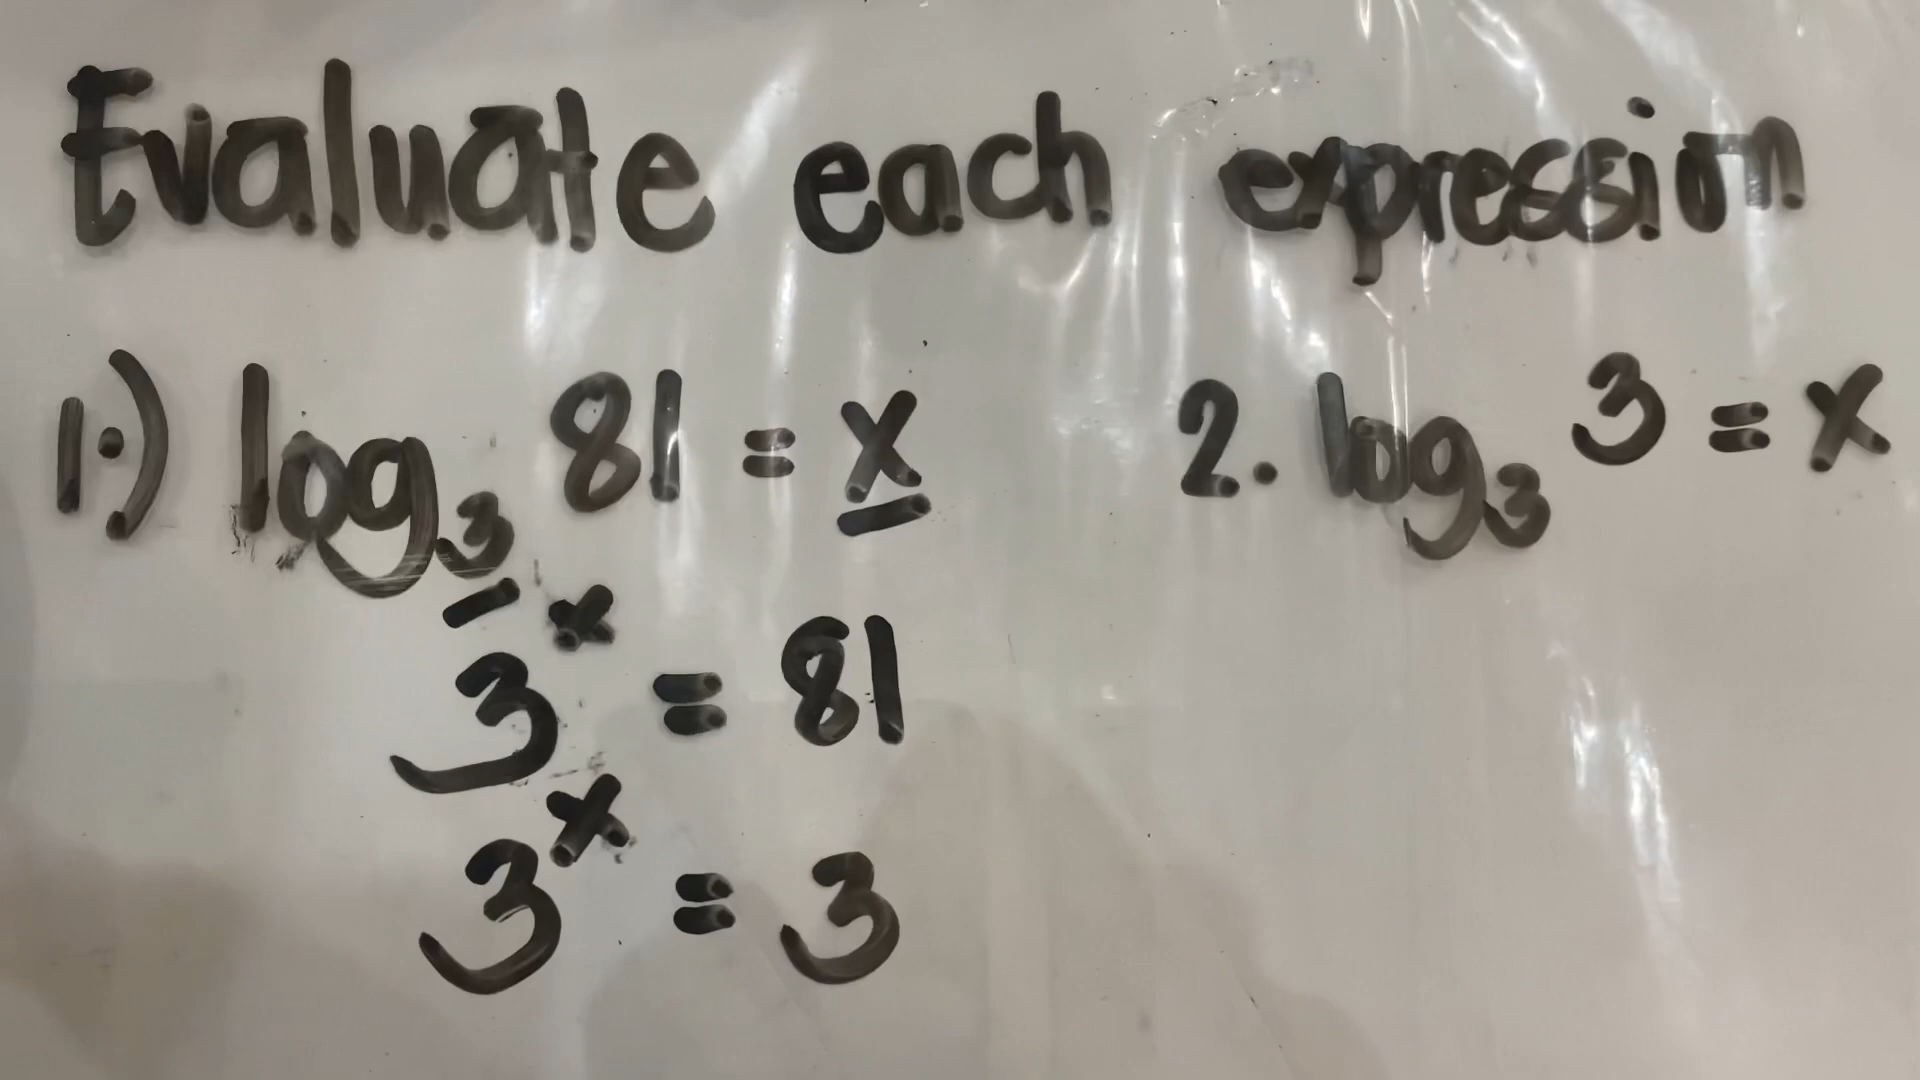 Evaluate each expression
1.) log₃ 81 = x 2. log₃ 3 = x
3ˣ = 81
3ˣ = 3